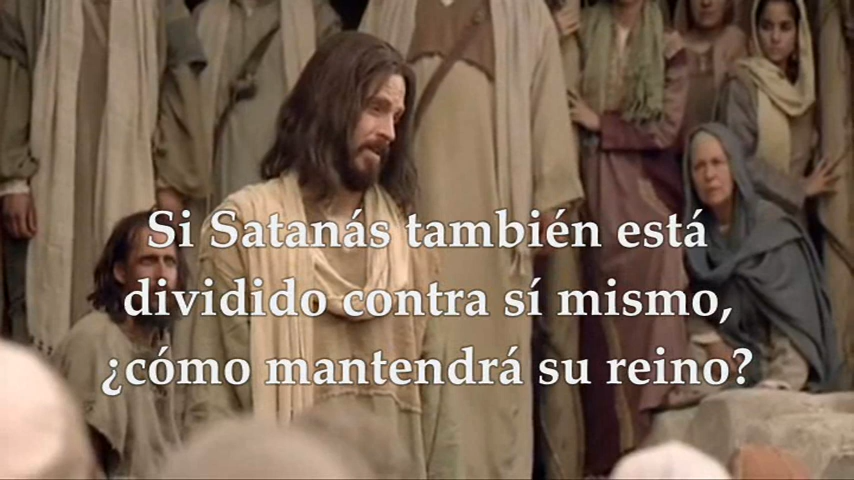 Si Satanás también está
dividido contra sí mismo,
¿cómo mantendrá su reino?